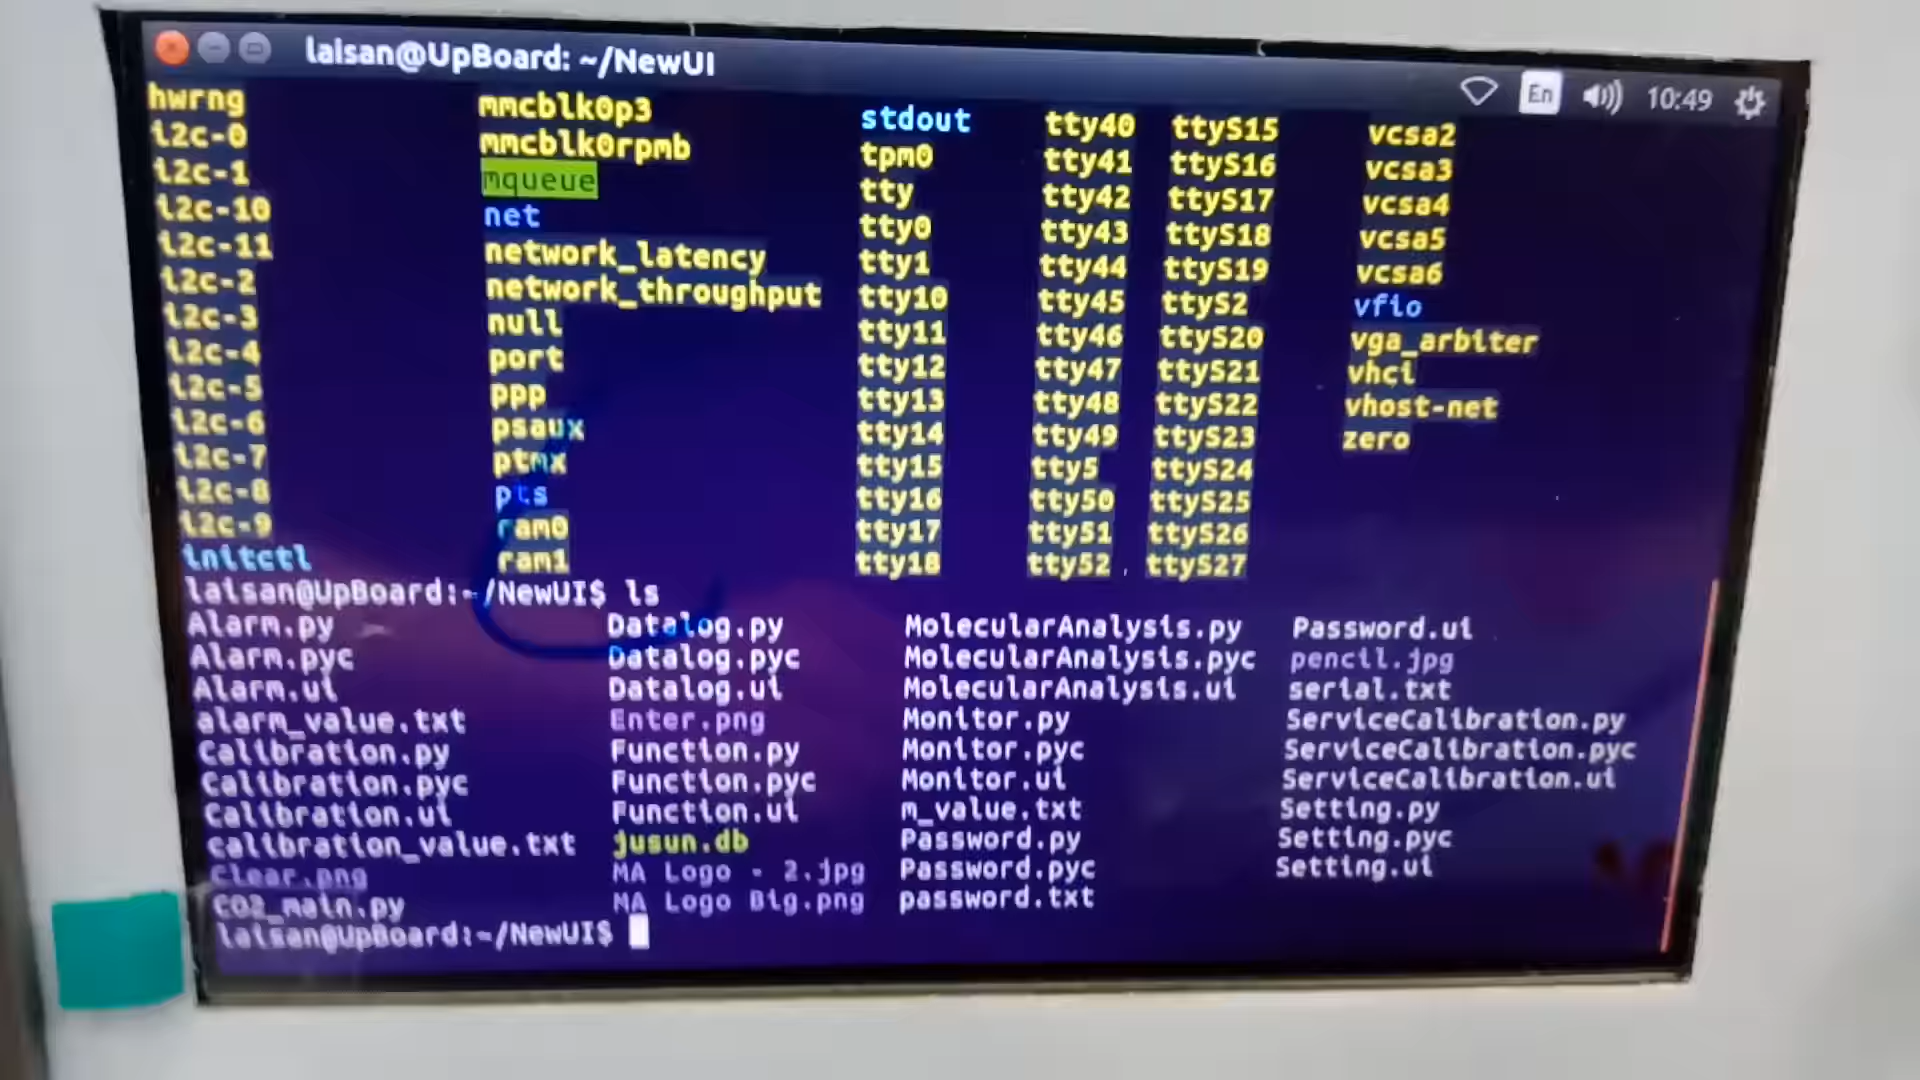 laisan@UpBoard: ~/NewUI
En 10:49
hwrng mmcblk0p3 stdout tty40 ttyS15 vcsa2
i2c-0 mmcblk0rpmb tpm0 tty41 ttyS16 vcsa3
i2c-1 mqueue tty tty42 ttyS17 vcsa4
i2c-10 net tty0 tty43 ttyS18 vcsa5
i2c-11 network_latency tty1 tty44 ttyS19 vcsa6
i2c-2 network_throughput tty10 tty45 ttyS2 vfio
i2c-3 null tty11 tty46 ttyS20 vga_arbiter
i2c-4 port tty12 tty47 ttyS21 vhci
i2c-5 ppp tty13 tty48 ttyS22 vhost-net
i2c-6 psaux tty14 tty49 ttyS23 zero
i2c-7 ptmx tty15 tty5 ttyS24
i2c-8 pts tty16 tty50 ttyS25
i2c-9 ram0 tty17 tty51 ttyS26
initctl ram1 tty18 tty52 ttyS27
laisan@UpBoard:~/NewUI$ ls
Alarm.py Datalog.py MolecularAnalysis.py Password.ui
Alarm.pyc Datalog.pyc MolecularAnalysis.pyc pencil.jpg
Alarm.ui Datalog.ui MolecularAnalysis.ui serial.txt
alarm_value.txt Enter.png Monitor.py ServiceCalibration.py
Calibration.py Function.py Monitor.pyc ServiceCalibration.pyc
Calibration.pyc Function.pyc Monitor.ui ServiceCalibration.ui
Calibration.ui Function.ui m_value.txt Setting.py
calibration_value.txt jusun.db Password.py Setting.pyc
Clear.png MA Logo - 2.jpg Password.pyc Setting.ui
CO2_main.py MA Logo Big.png password.txt
laisan@UpBoard:~/NewUI$